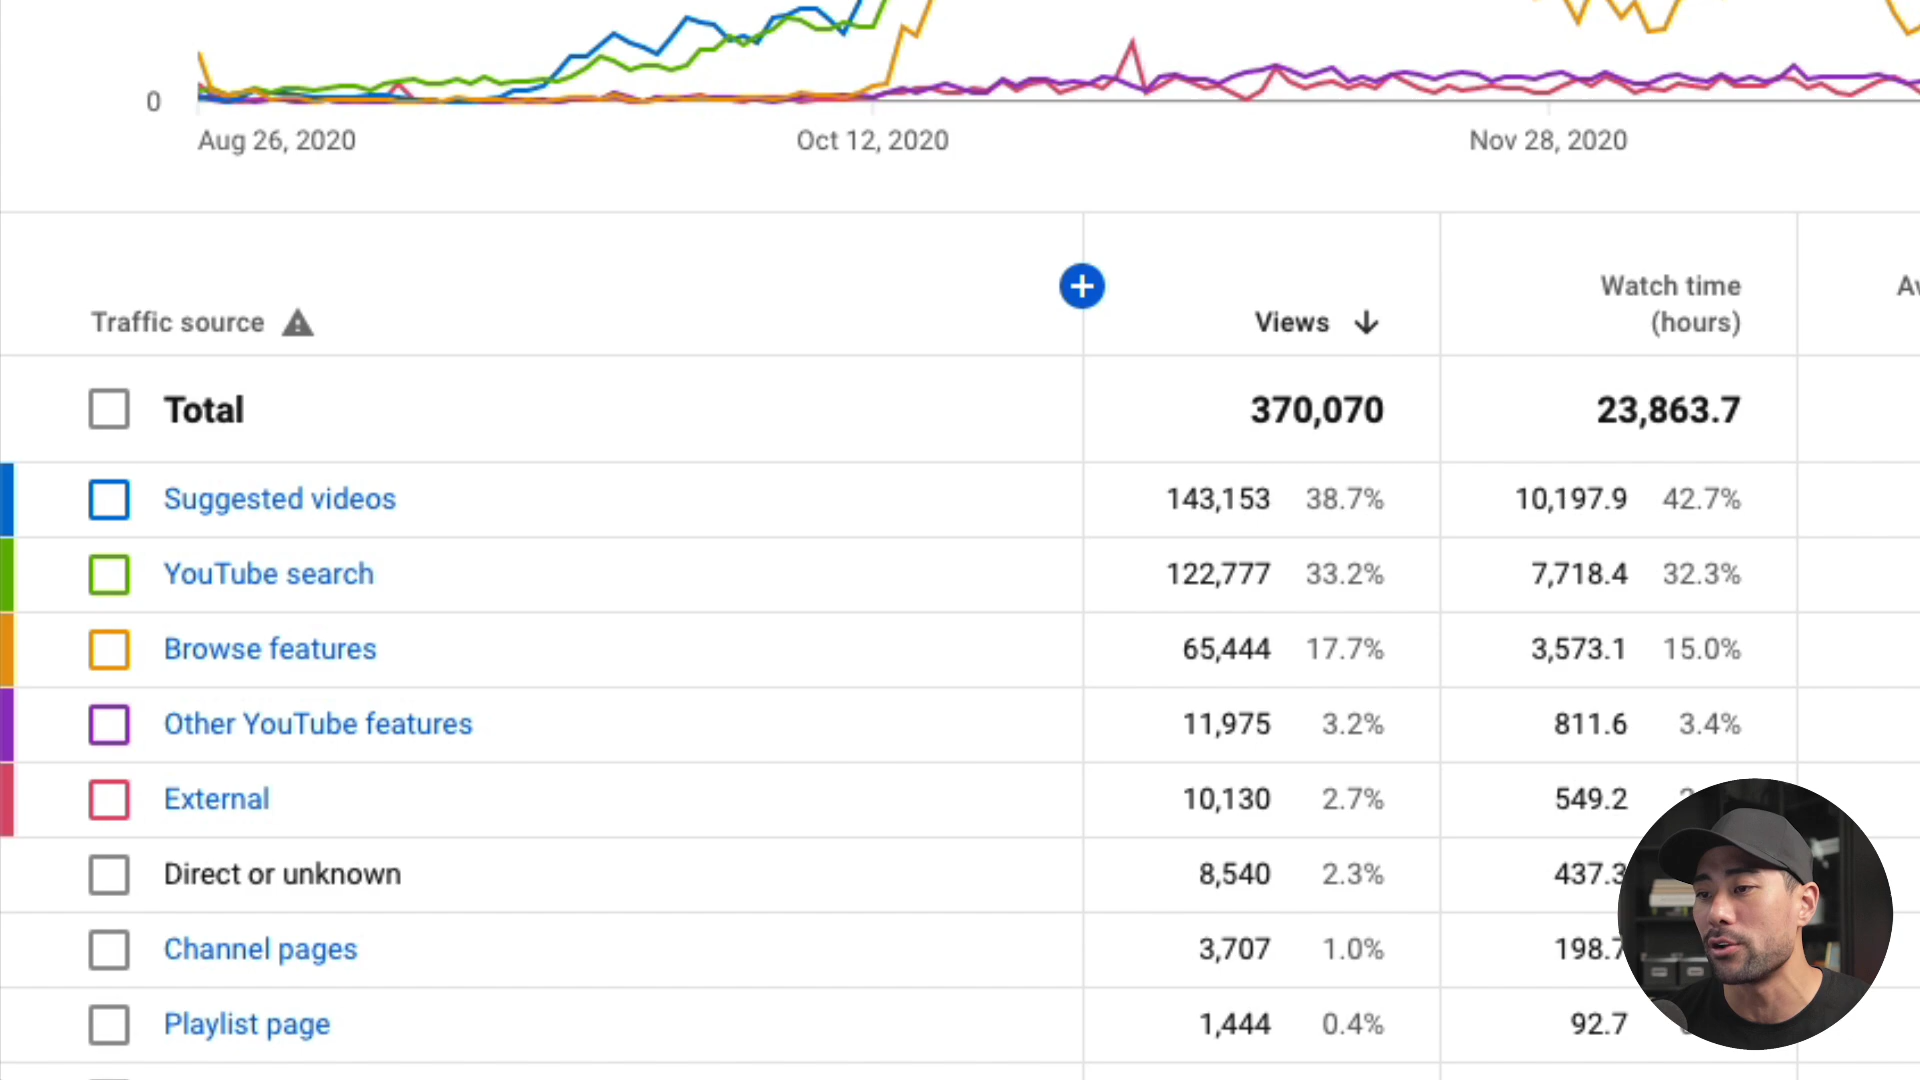 0
Aug 26, 2020 Oct 12, 2020 Nov 28, 2020
Traffic source Views Watch time (hours)
Total 370,070 23,863.7
Suggested videos 143,153 38.7% 10,197.9 42.7%
YouTube search 122,777 33.2% 7,718.4 32.3%
Browse features 65,444 17.7% 3,573.1 15.0%
Other YouTube features 11,975 3.2% 811.6 3.4%
External 10,130 2.7% 549.2
Direct or unknown 8,540 2.3% 437.3
Channel pages 3,707 1.0% 198.7
Playlist page 1,444 0.4% 92.7